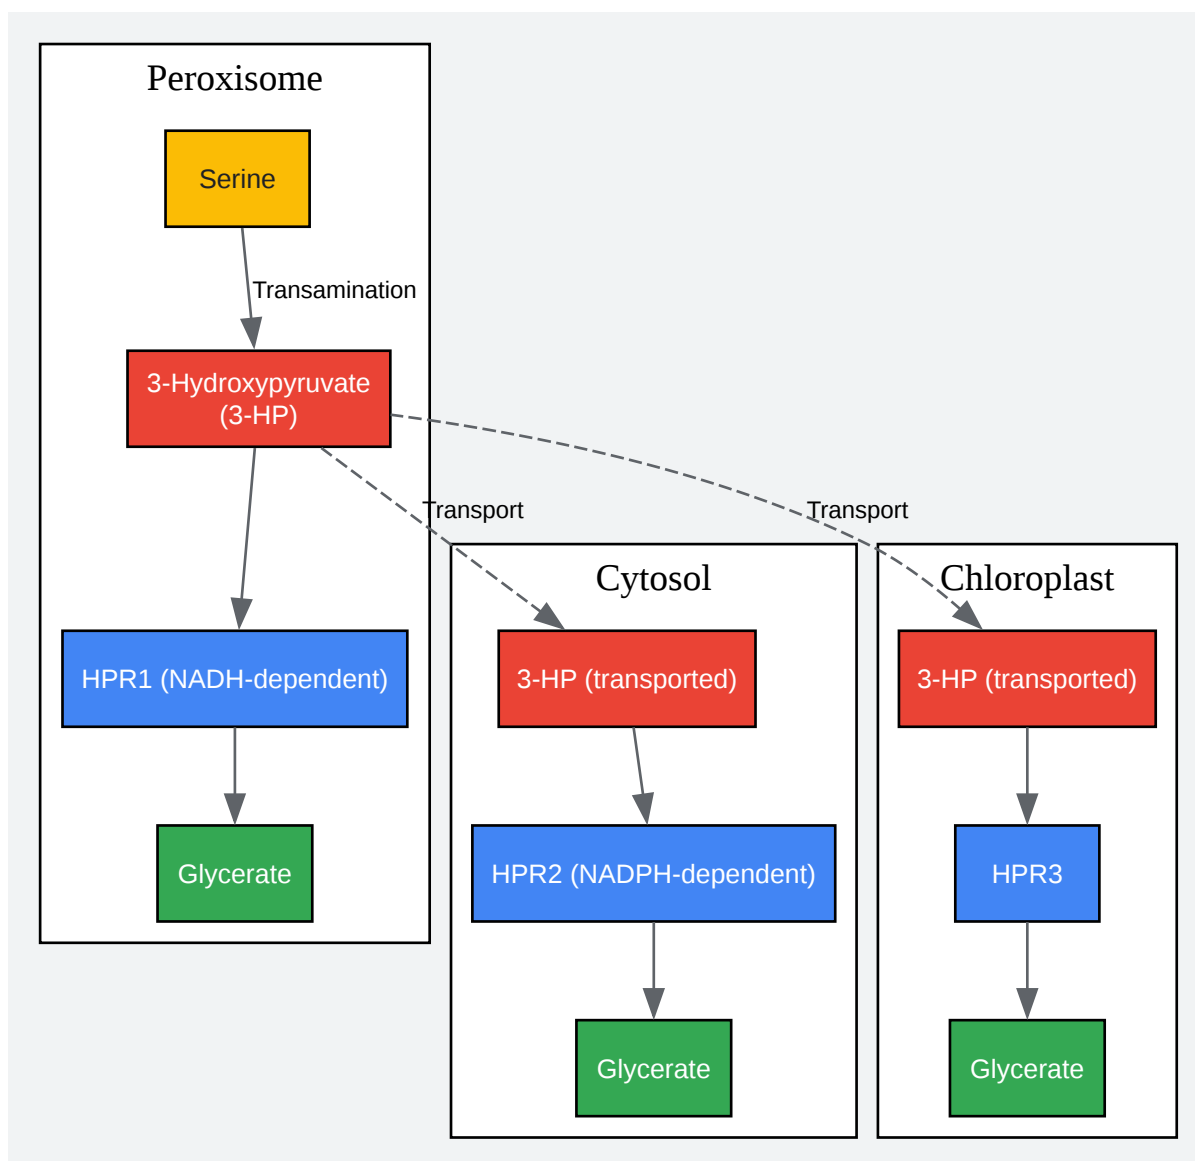 Peroxisome
Serine
Transamination
3-Hydroxypyruvate
(3-HP)
HPR1 (NADH-dependent)
Glycerate
Transport
Transport
Cytosol
3-HP (transported)
HPR2 (NADPH-dependent)
Glycerate
Chloroplast
3-HP (transported)
HPR3
Glycerate